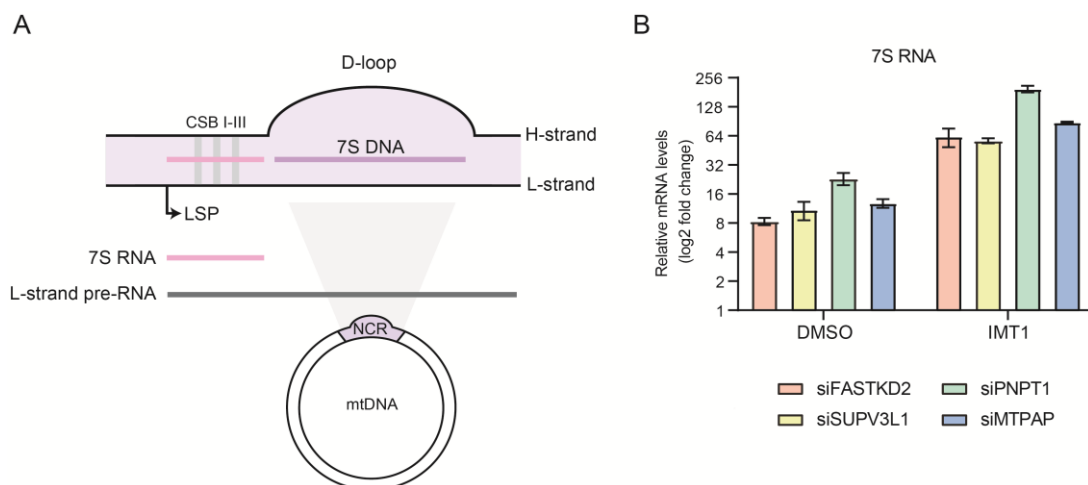 A
D-loop
CSB I-III
H-strand
7S DNA
L-strand
LSP
7S RNA
L-strand pre-RNA
NCR
mtDNA
B
7S RNA
Relative mRNA levels
(log2 fold change)
256
128
64
32
16
8
4
2
1
DMSO
IMT1
siFASTKD2
siPNPT1
siSUPV3L1
siMTPAP